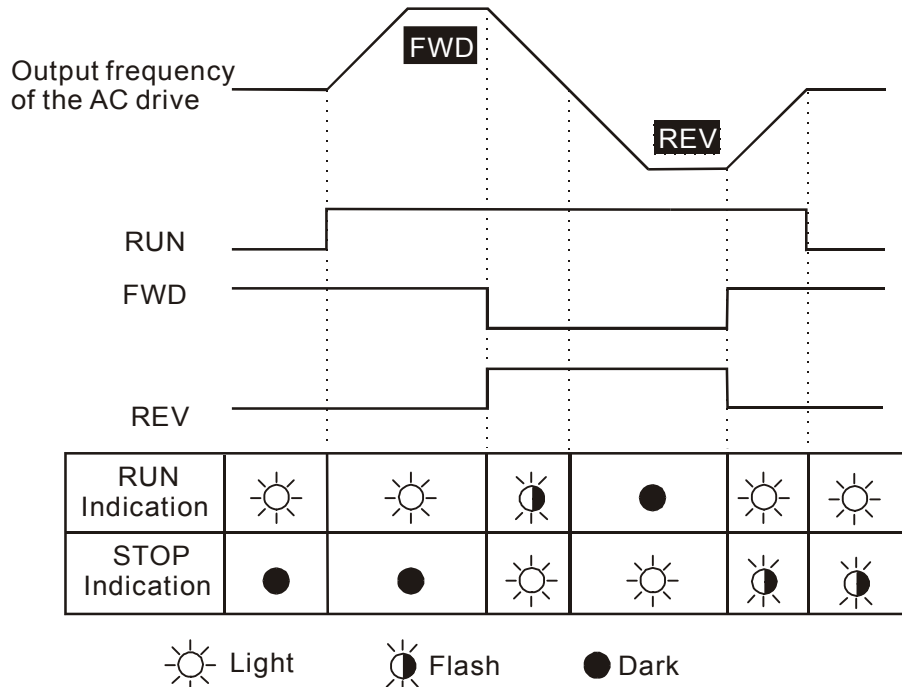 FWD
Output frequency
of the AC drive
REV
RUN
FWD
REV
RUN
Indication
STOP
Indication
Light
Flash
Dark